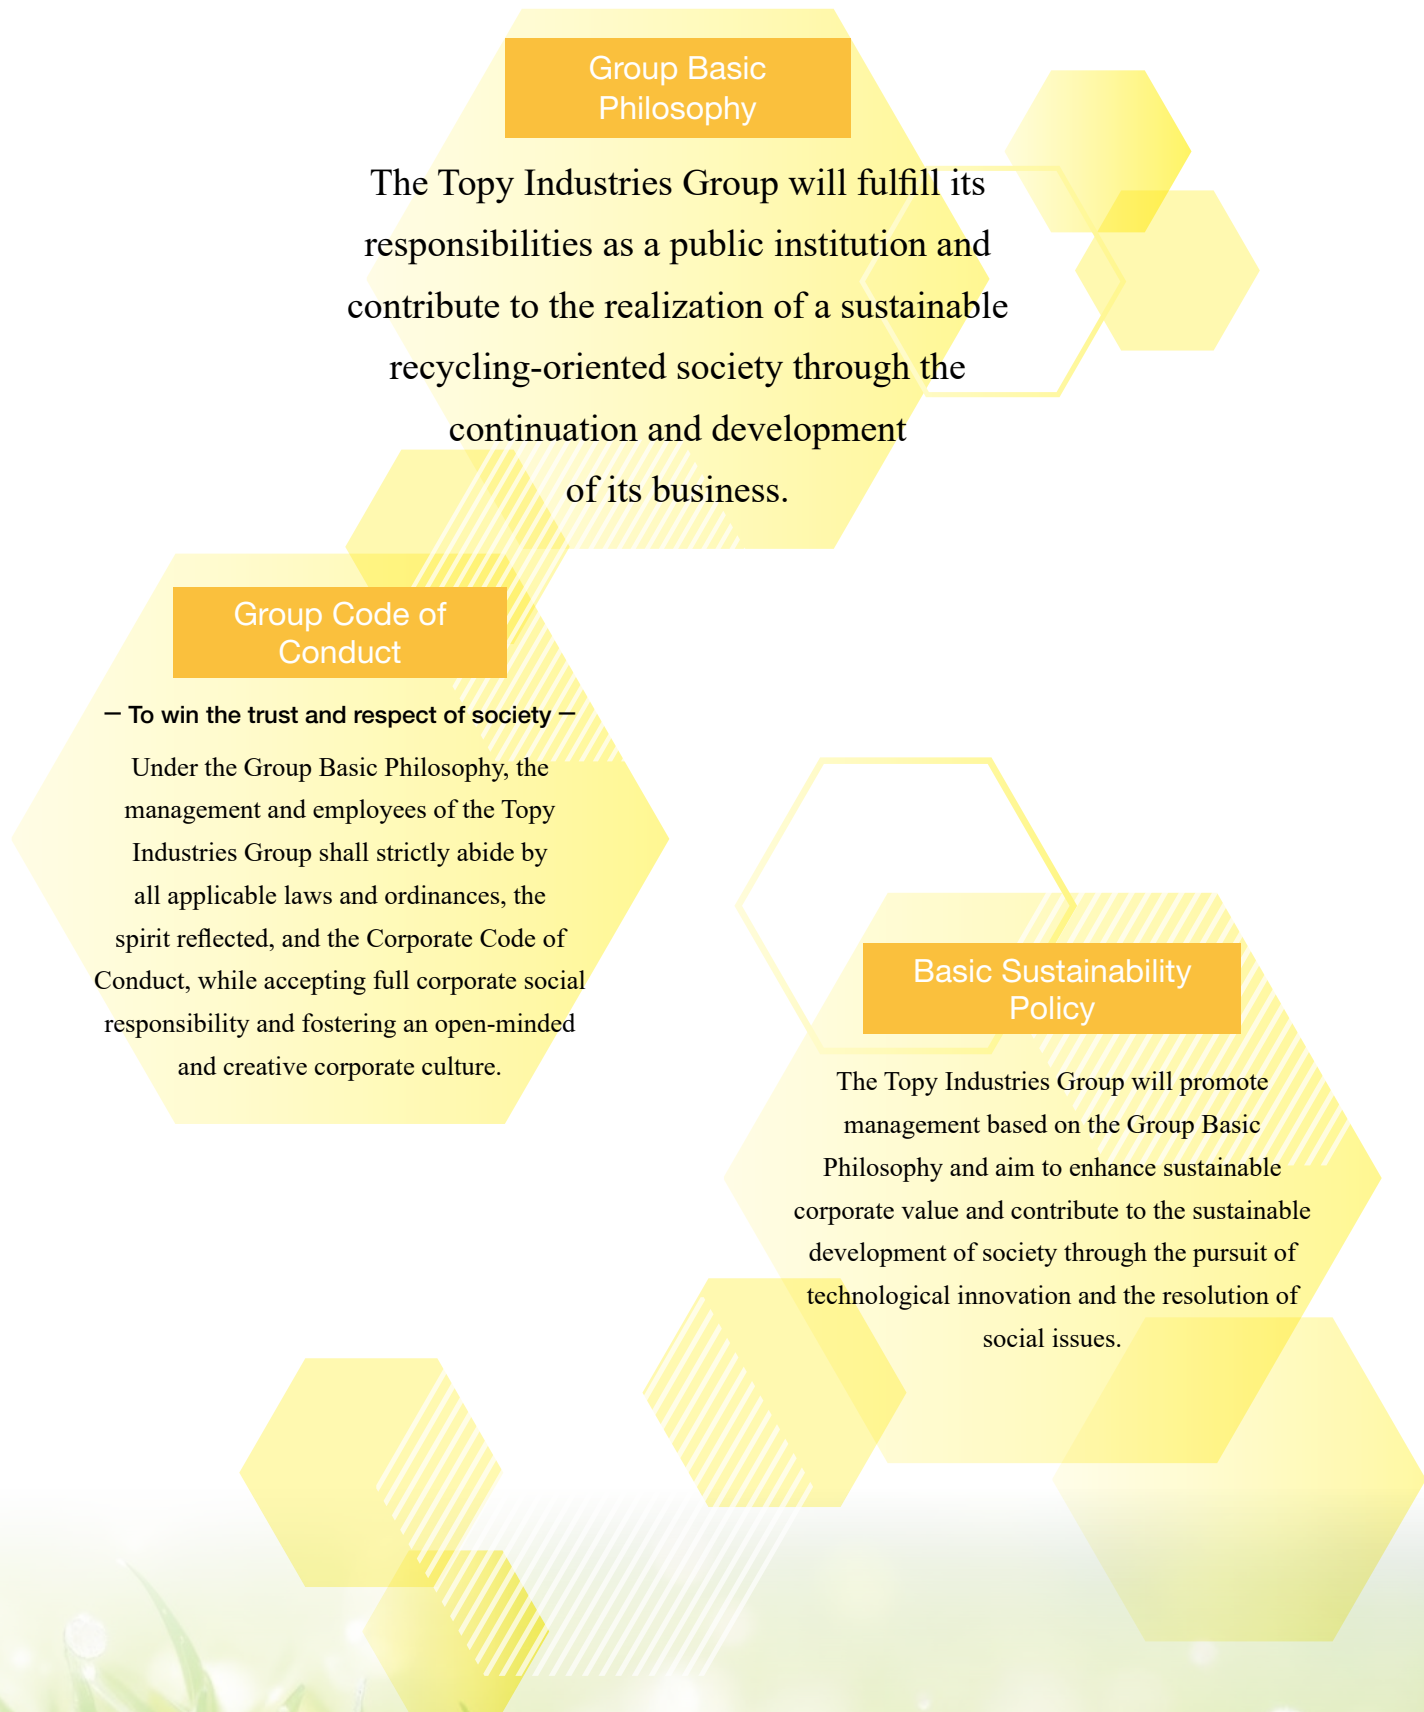 Group Basic
Philosophy
The Topy Industries Group will fulfill its
responsibilities as a public institution and
contribute to the realization of a sustainable
recycling-oriented society through the
continuation and development
of its business.
Group Code of
Conduct
– To win the trust and respect of society –
Under the Group Basic Philosophy, the
management and employees of the Topy
Industries Group shall strictly abide by
all applicable laws and ordinances, the
spirit reflected, and the Corporate Code of
Conduct, while accepting full corporate social
responsibility and fostering an open-minded
and creative corporate culture.
Basic Sustainability
Policy
The Topy Industries Group will promote
management based on the Group Basic
Philosophy and aim to enhance sustainable
corporate value and contribute to the sustainable
development of society through the pursuit of
technological innovation and the resolution of
social issues.